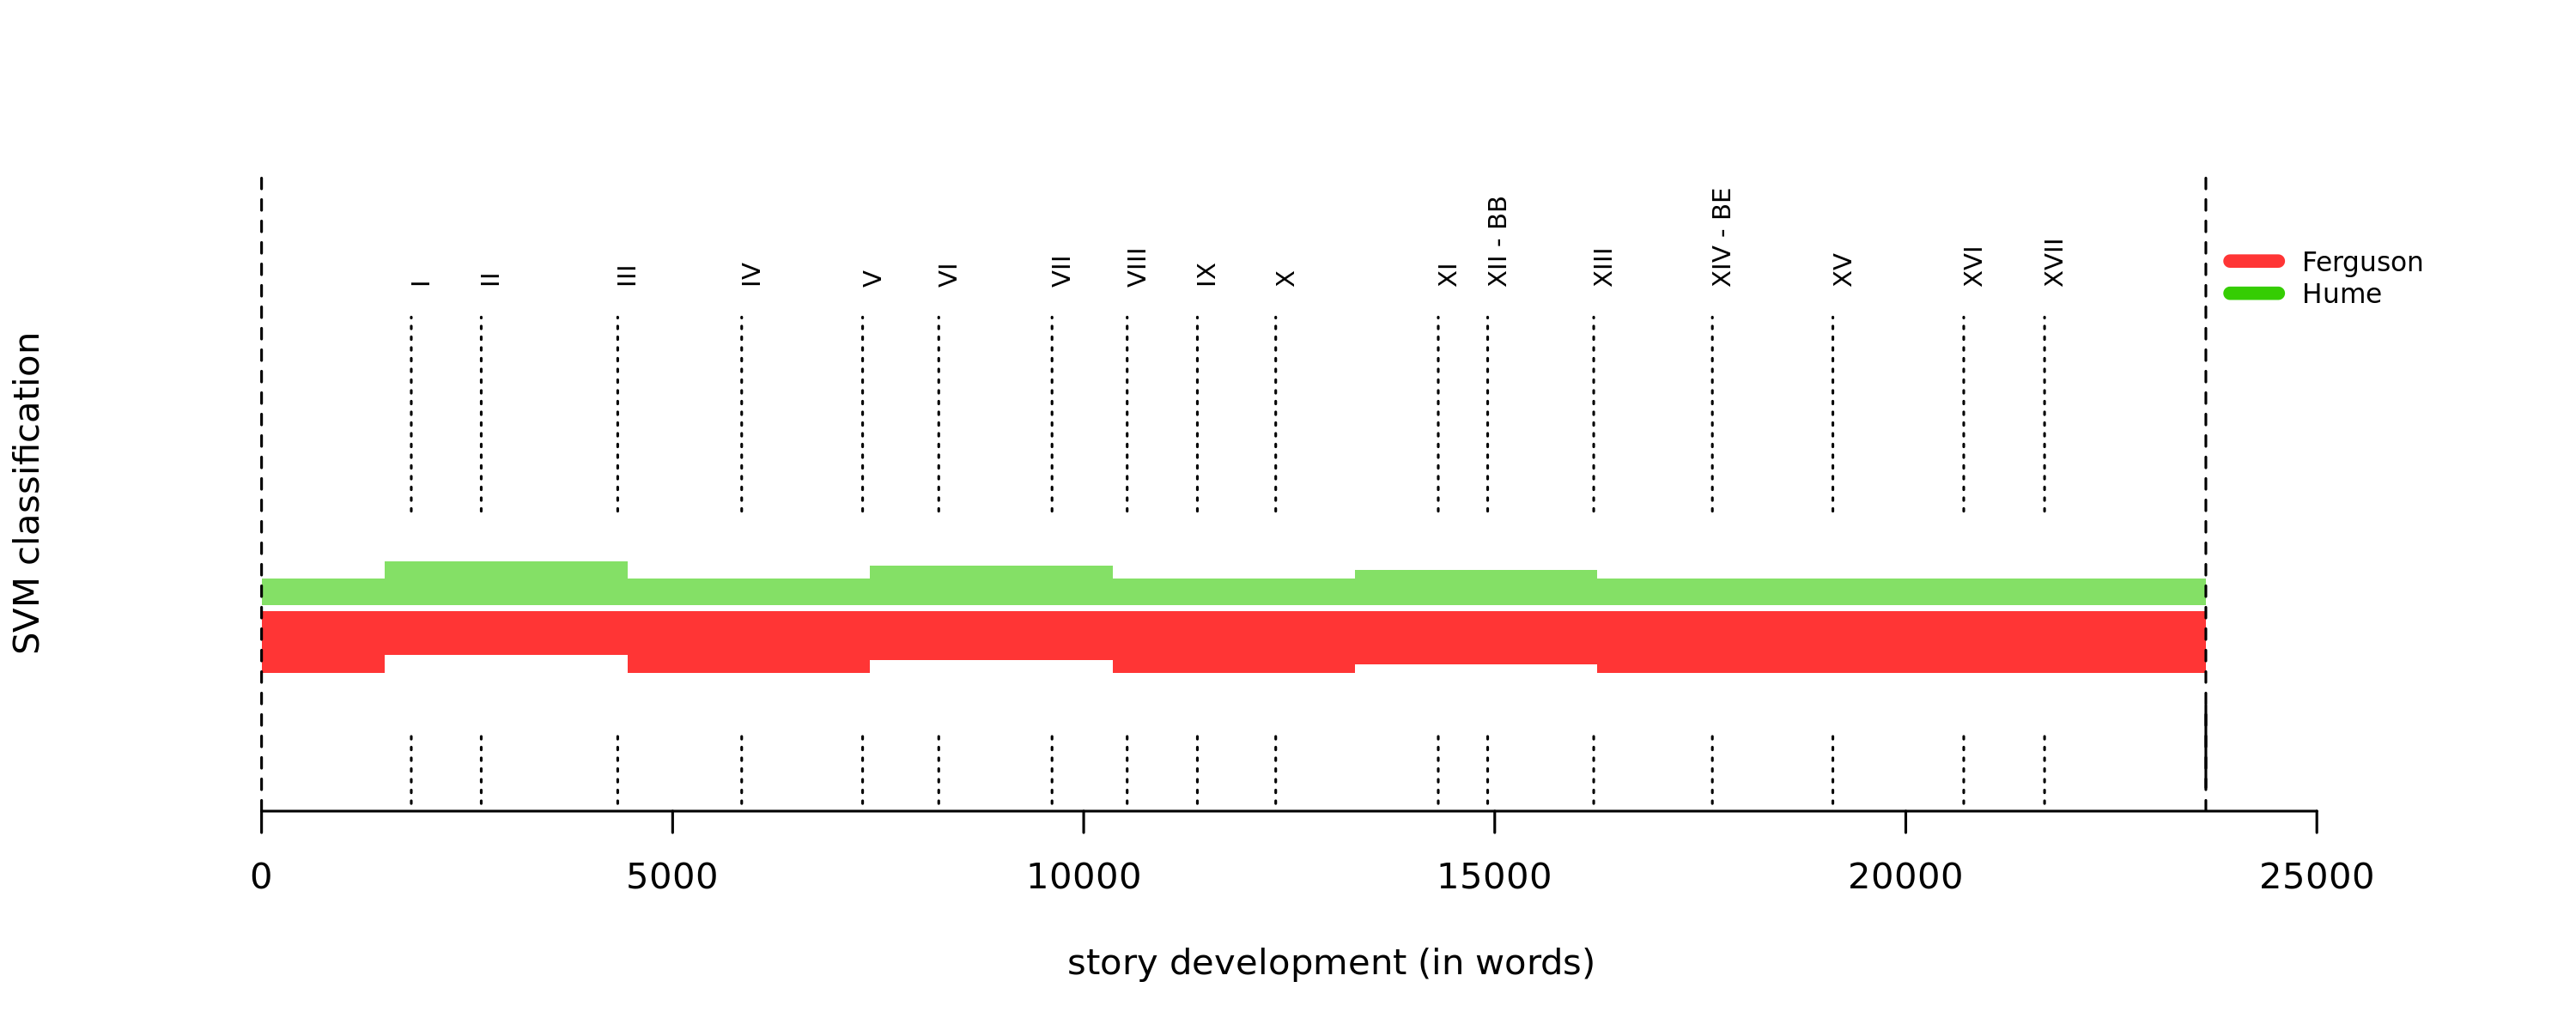 I
II
III
IV
V
VI
VII
VIII
IX
X
XI
XII - BB
XIII
XIV - BE
XV
XVI
XVII
Ferguson
Hume
SVM classification
0
5000
10000
15000
20000
25000
story development (in words)